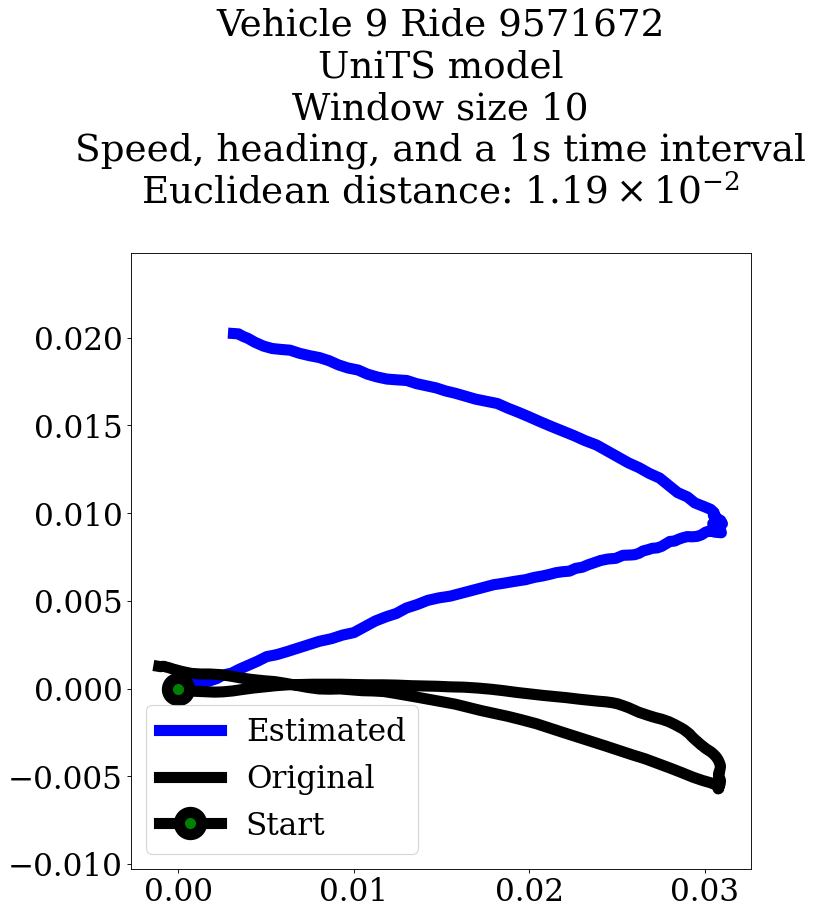 Vehicle 9 Ride 9571672
UniTS model
Window size 10
Speed, heading, and a 1s time interval
Euclidean distance: 1.19 × 10⁻²
0.020
0.015
0.010
0.005
0.000
−0.005
−0.010
Estimated
Original
Start
0.00 0.01 0.02 0.03